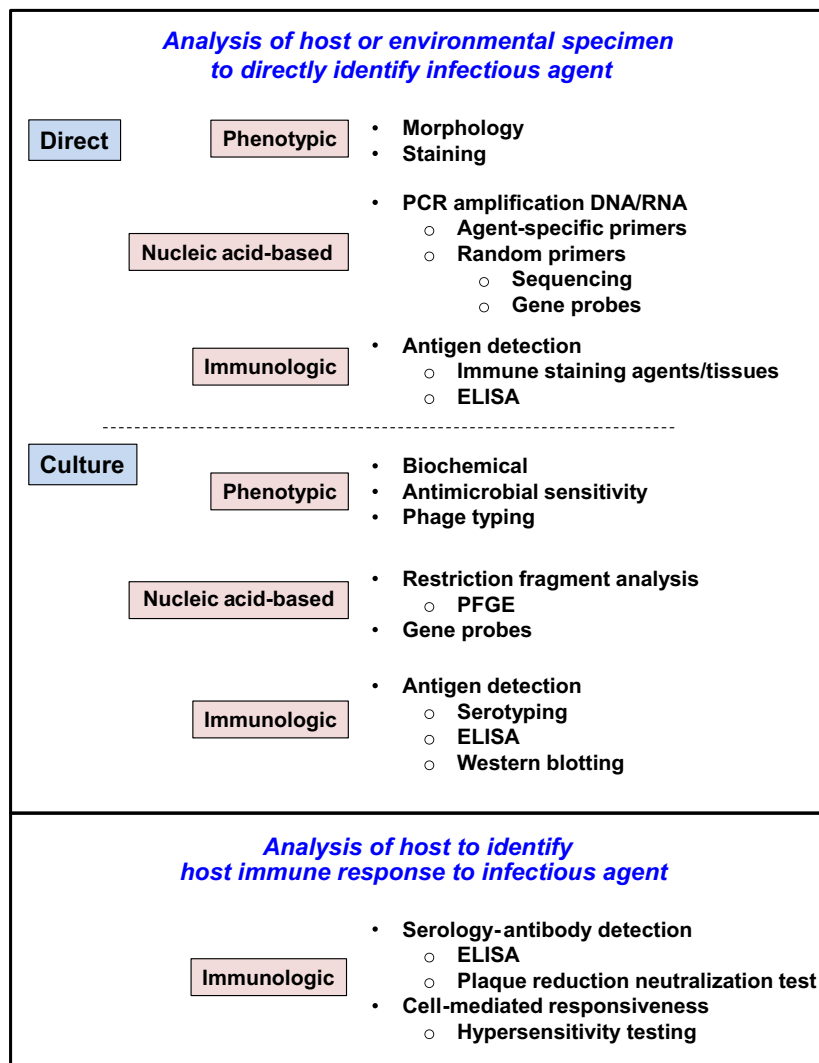 Analysis of host or environmental specimen
to directly identify infectious agent
Direct
Phenotypic
• Morphology
• Staining
Nucleic acid-based
• PCR amplification DNA/RNA
o Agent-specific primers
o Random primers
o Sequencing
o Gene probes
Immunologic
• Antigen detection
o Immune staining agents/tissues
o ELISA
Culture
Phenotypic
• Biochemical
• Antimicrobial sensitivity
• Phage typing
Nucleic acid-based
• Restriction fragment analysis
o PFGE
• Gene probes
Immunologic
• Antigen detection
o Serotyping
o ELISA
o Western blotting
Analysis of host to identify
host immune response to infectious agent
Immunologic
• Serology-antibody detection
o ELISA
o Plaque reduction neutralization test
• Cell-mediated responsiveness
o Hypersensitivity testing